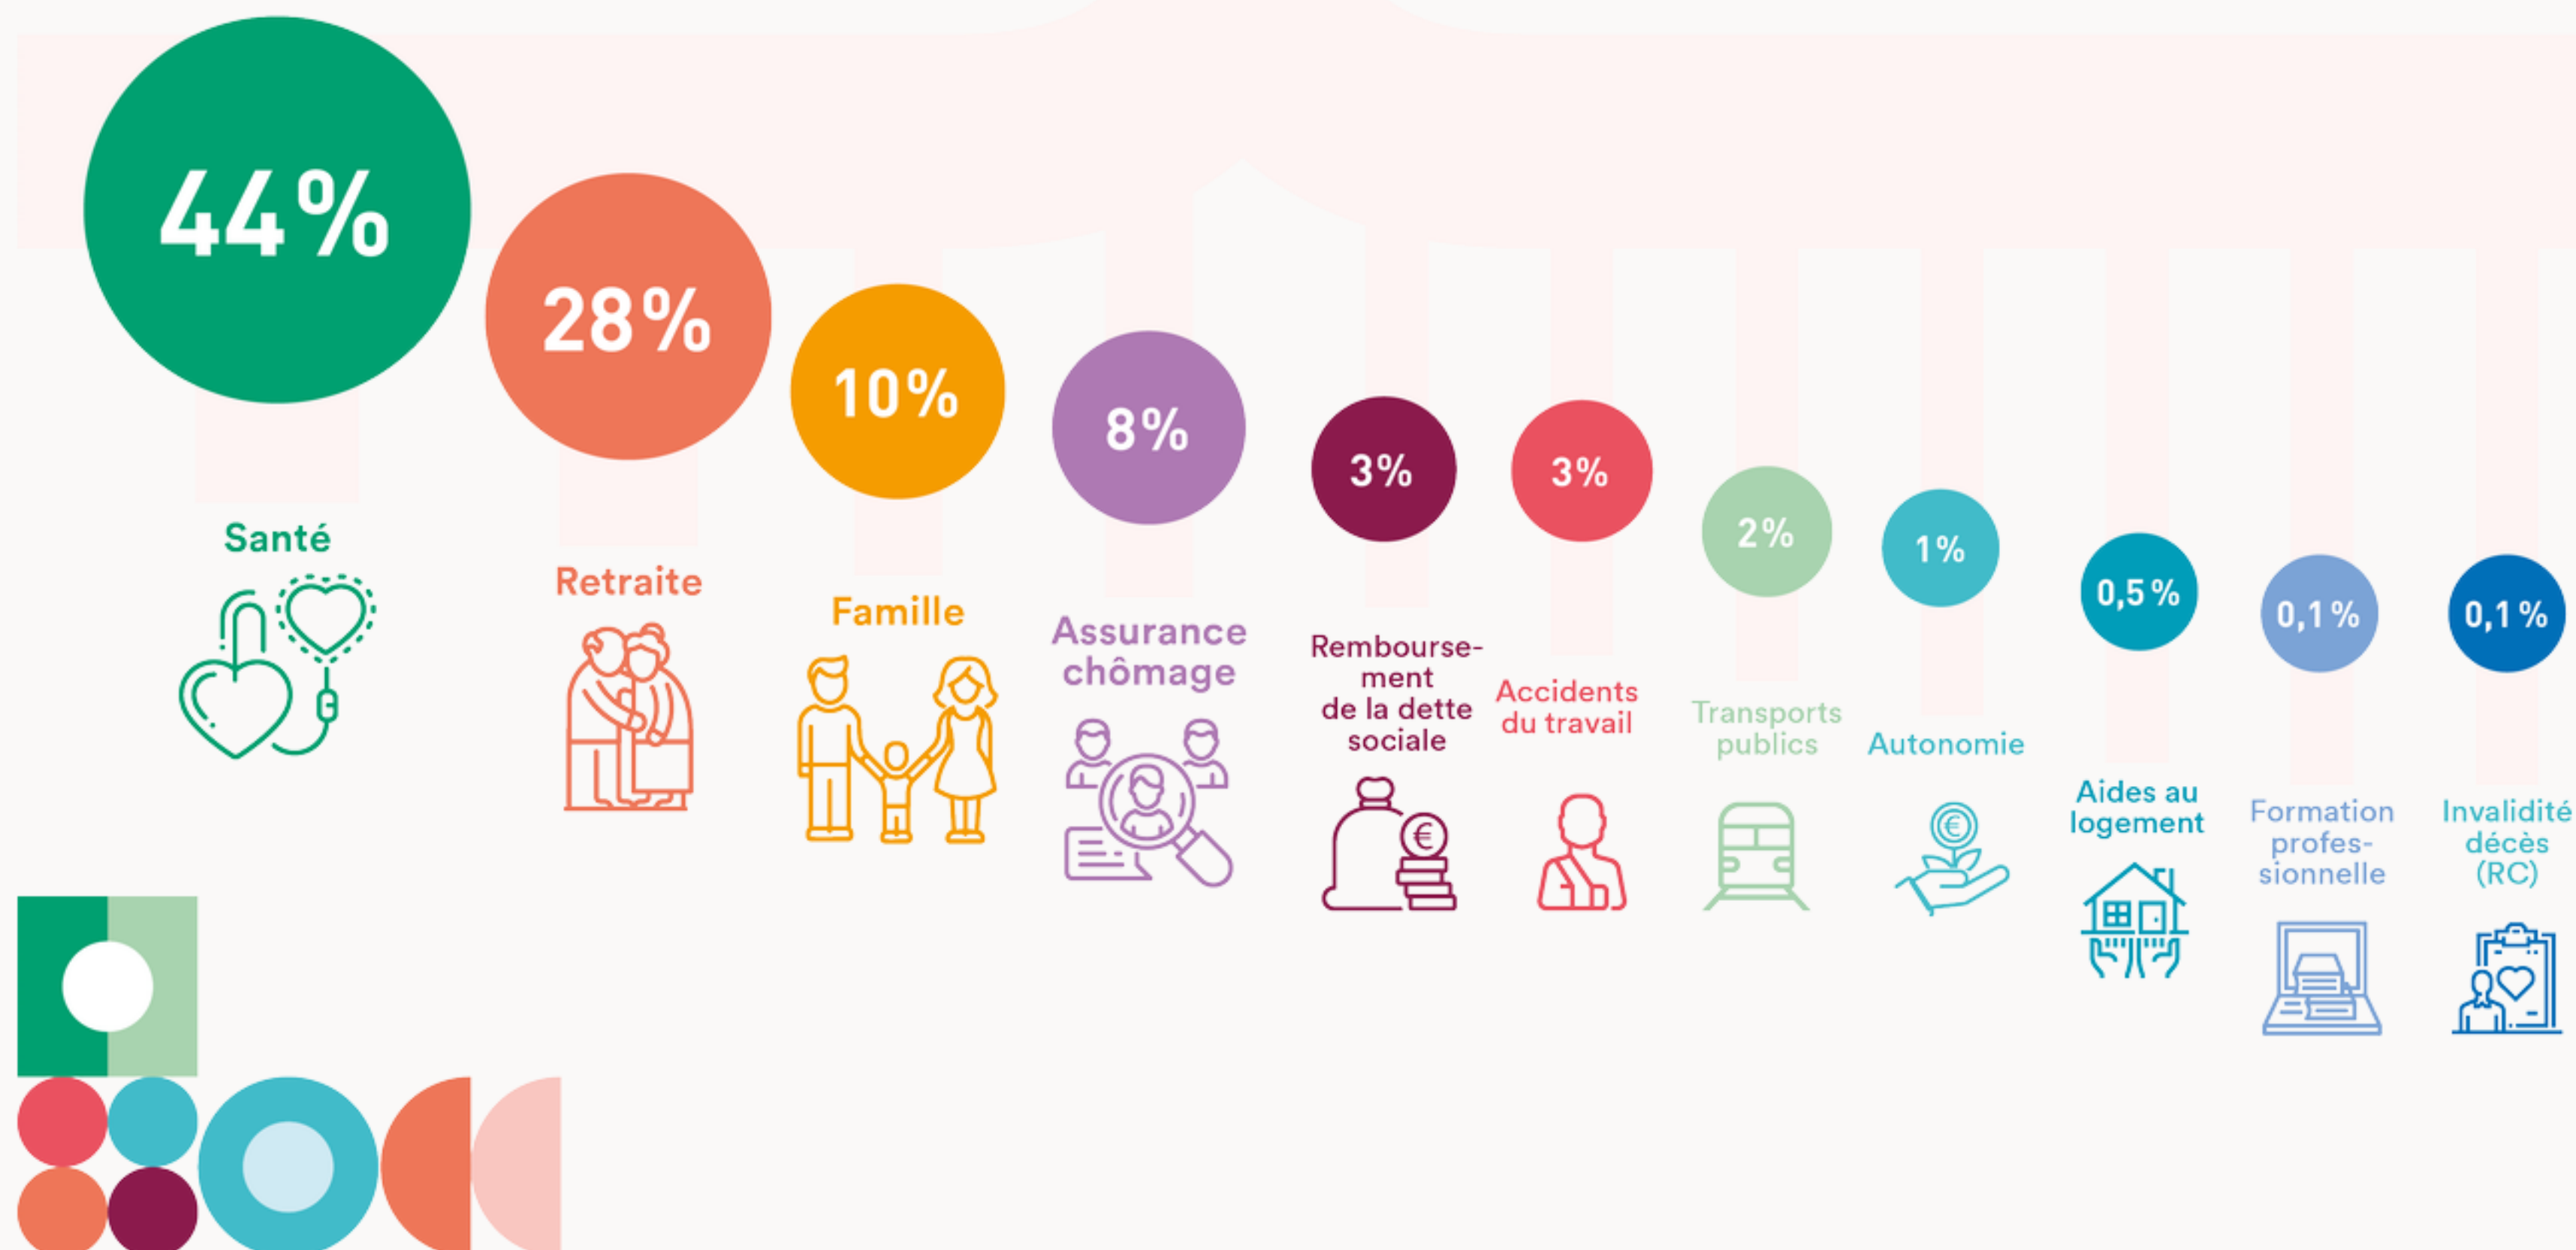 44%
Santé
28%
Retraite
10%
Famille
8%
Assurance
chômage
3%
Rembourse-
ment
de la dette
sociale
€
3%
Accidents
du travail
2%
Transports
publics
1%
Autonomie
€
0,5%
Aides au
logement
0,1%
Formation
profes-
sionnelle
0,1%
Invalidité
décès
(RC)